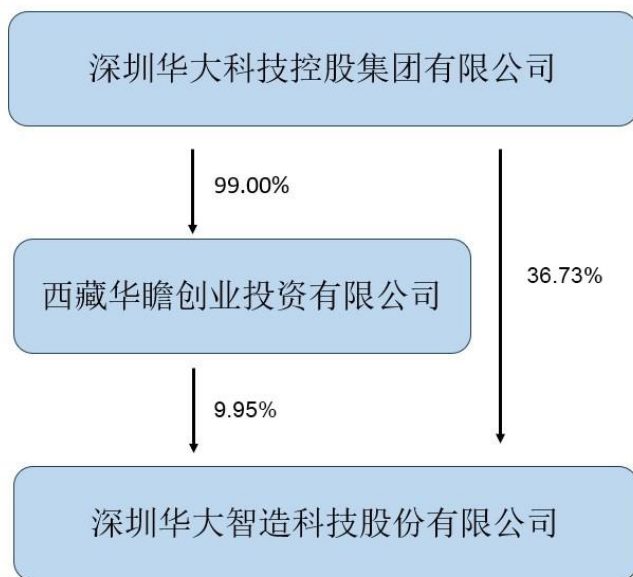 深圳华大科技控股集团有限公司
99.00%
西藏华瞻创业投资有限公司
36.73%
9.95%
深圳华大智造科技股份有限公司